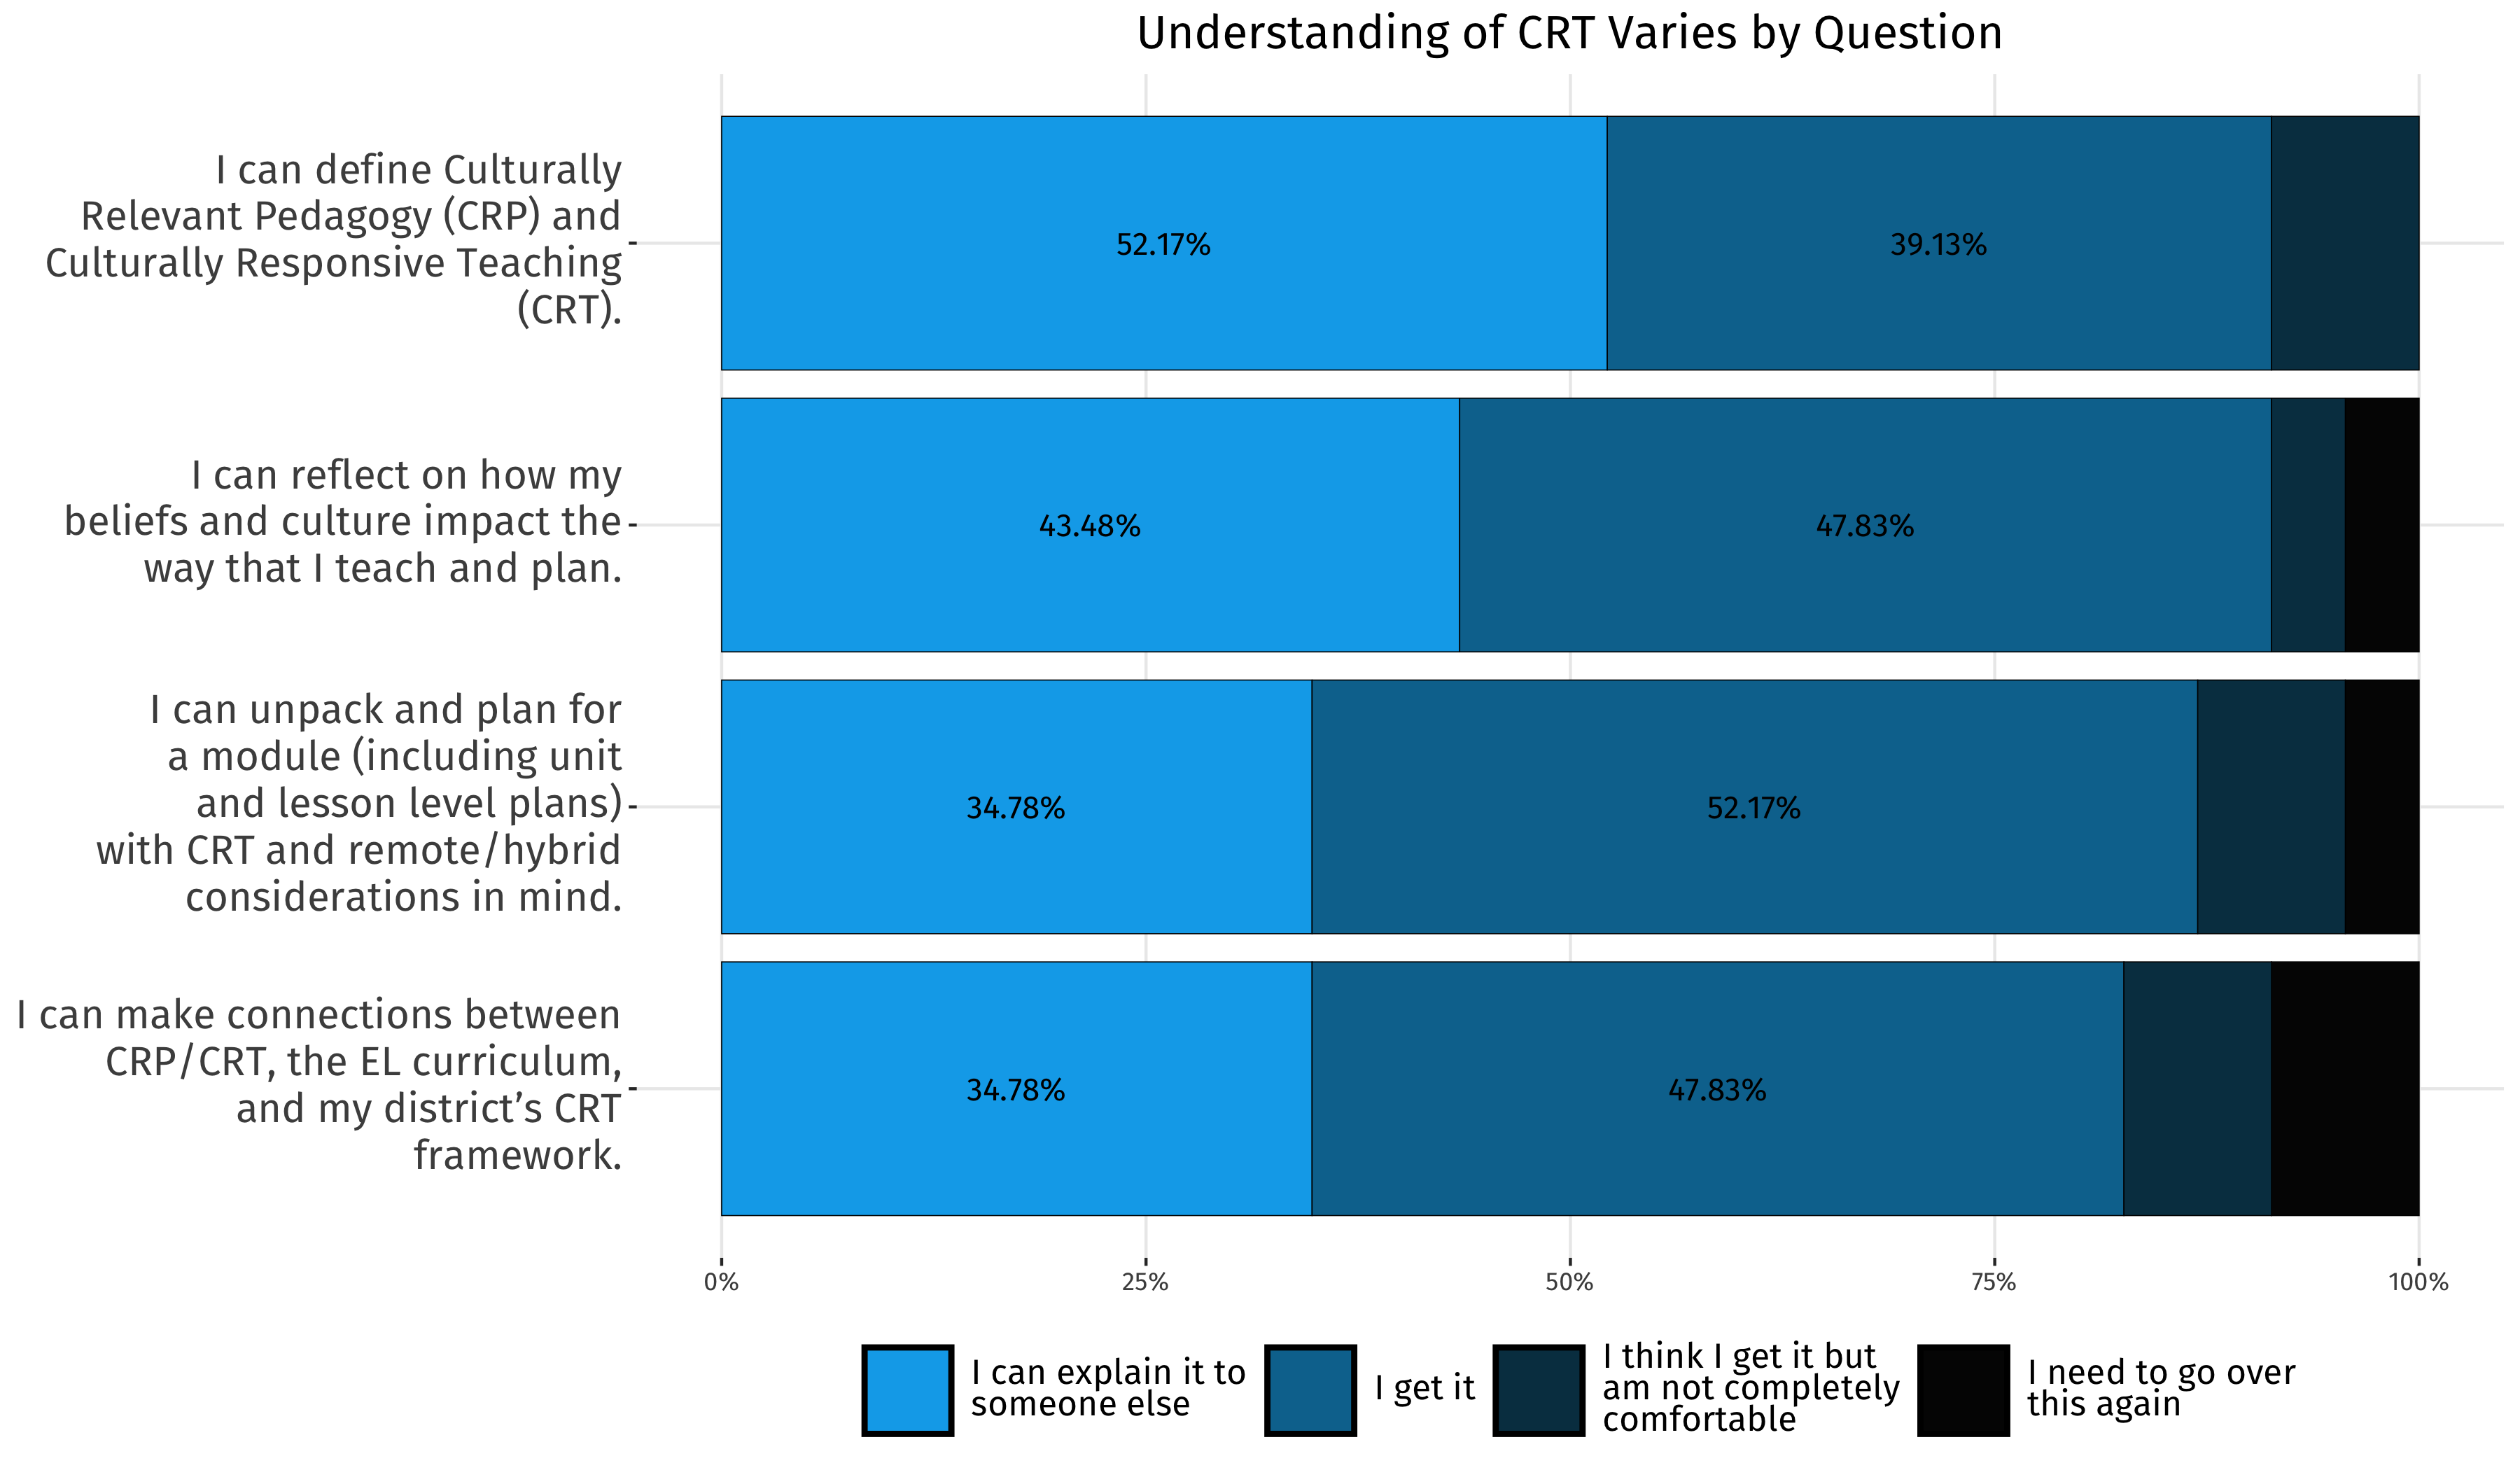 Understanding of CRT Varies by Question
I can define Culturally
Relevant Pedagogy (CRP) and
Culturally Responsive Teaching
(CRT).
52.17%
39.13%
I can reflect on how my
beliefs and culture impact the
way that I teach and plan.
43.48%
47.83%
I can unpack and plan for
a module (including unit
and lesson level plans)
with CRT and remote/hybrid
considerations in mind.
34.78%
52.17%
I can make connections between
CRP/CRT, the EL curriculum,
and my district’s CRT
framework.
34.78%
47.83%
0%
25%
50%
75%
100%
I can explain it to
someone else
I get it
I think I get it but
am not completely
comfortable
I need to go over
this again